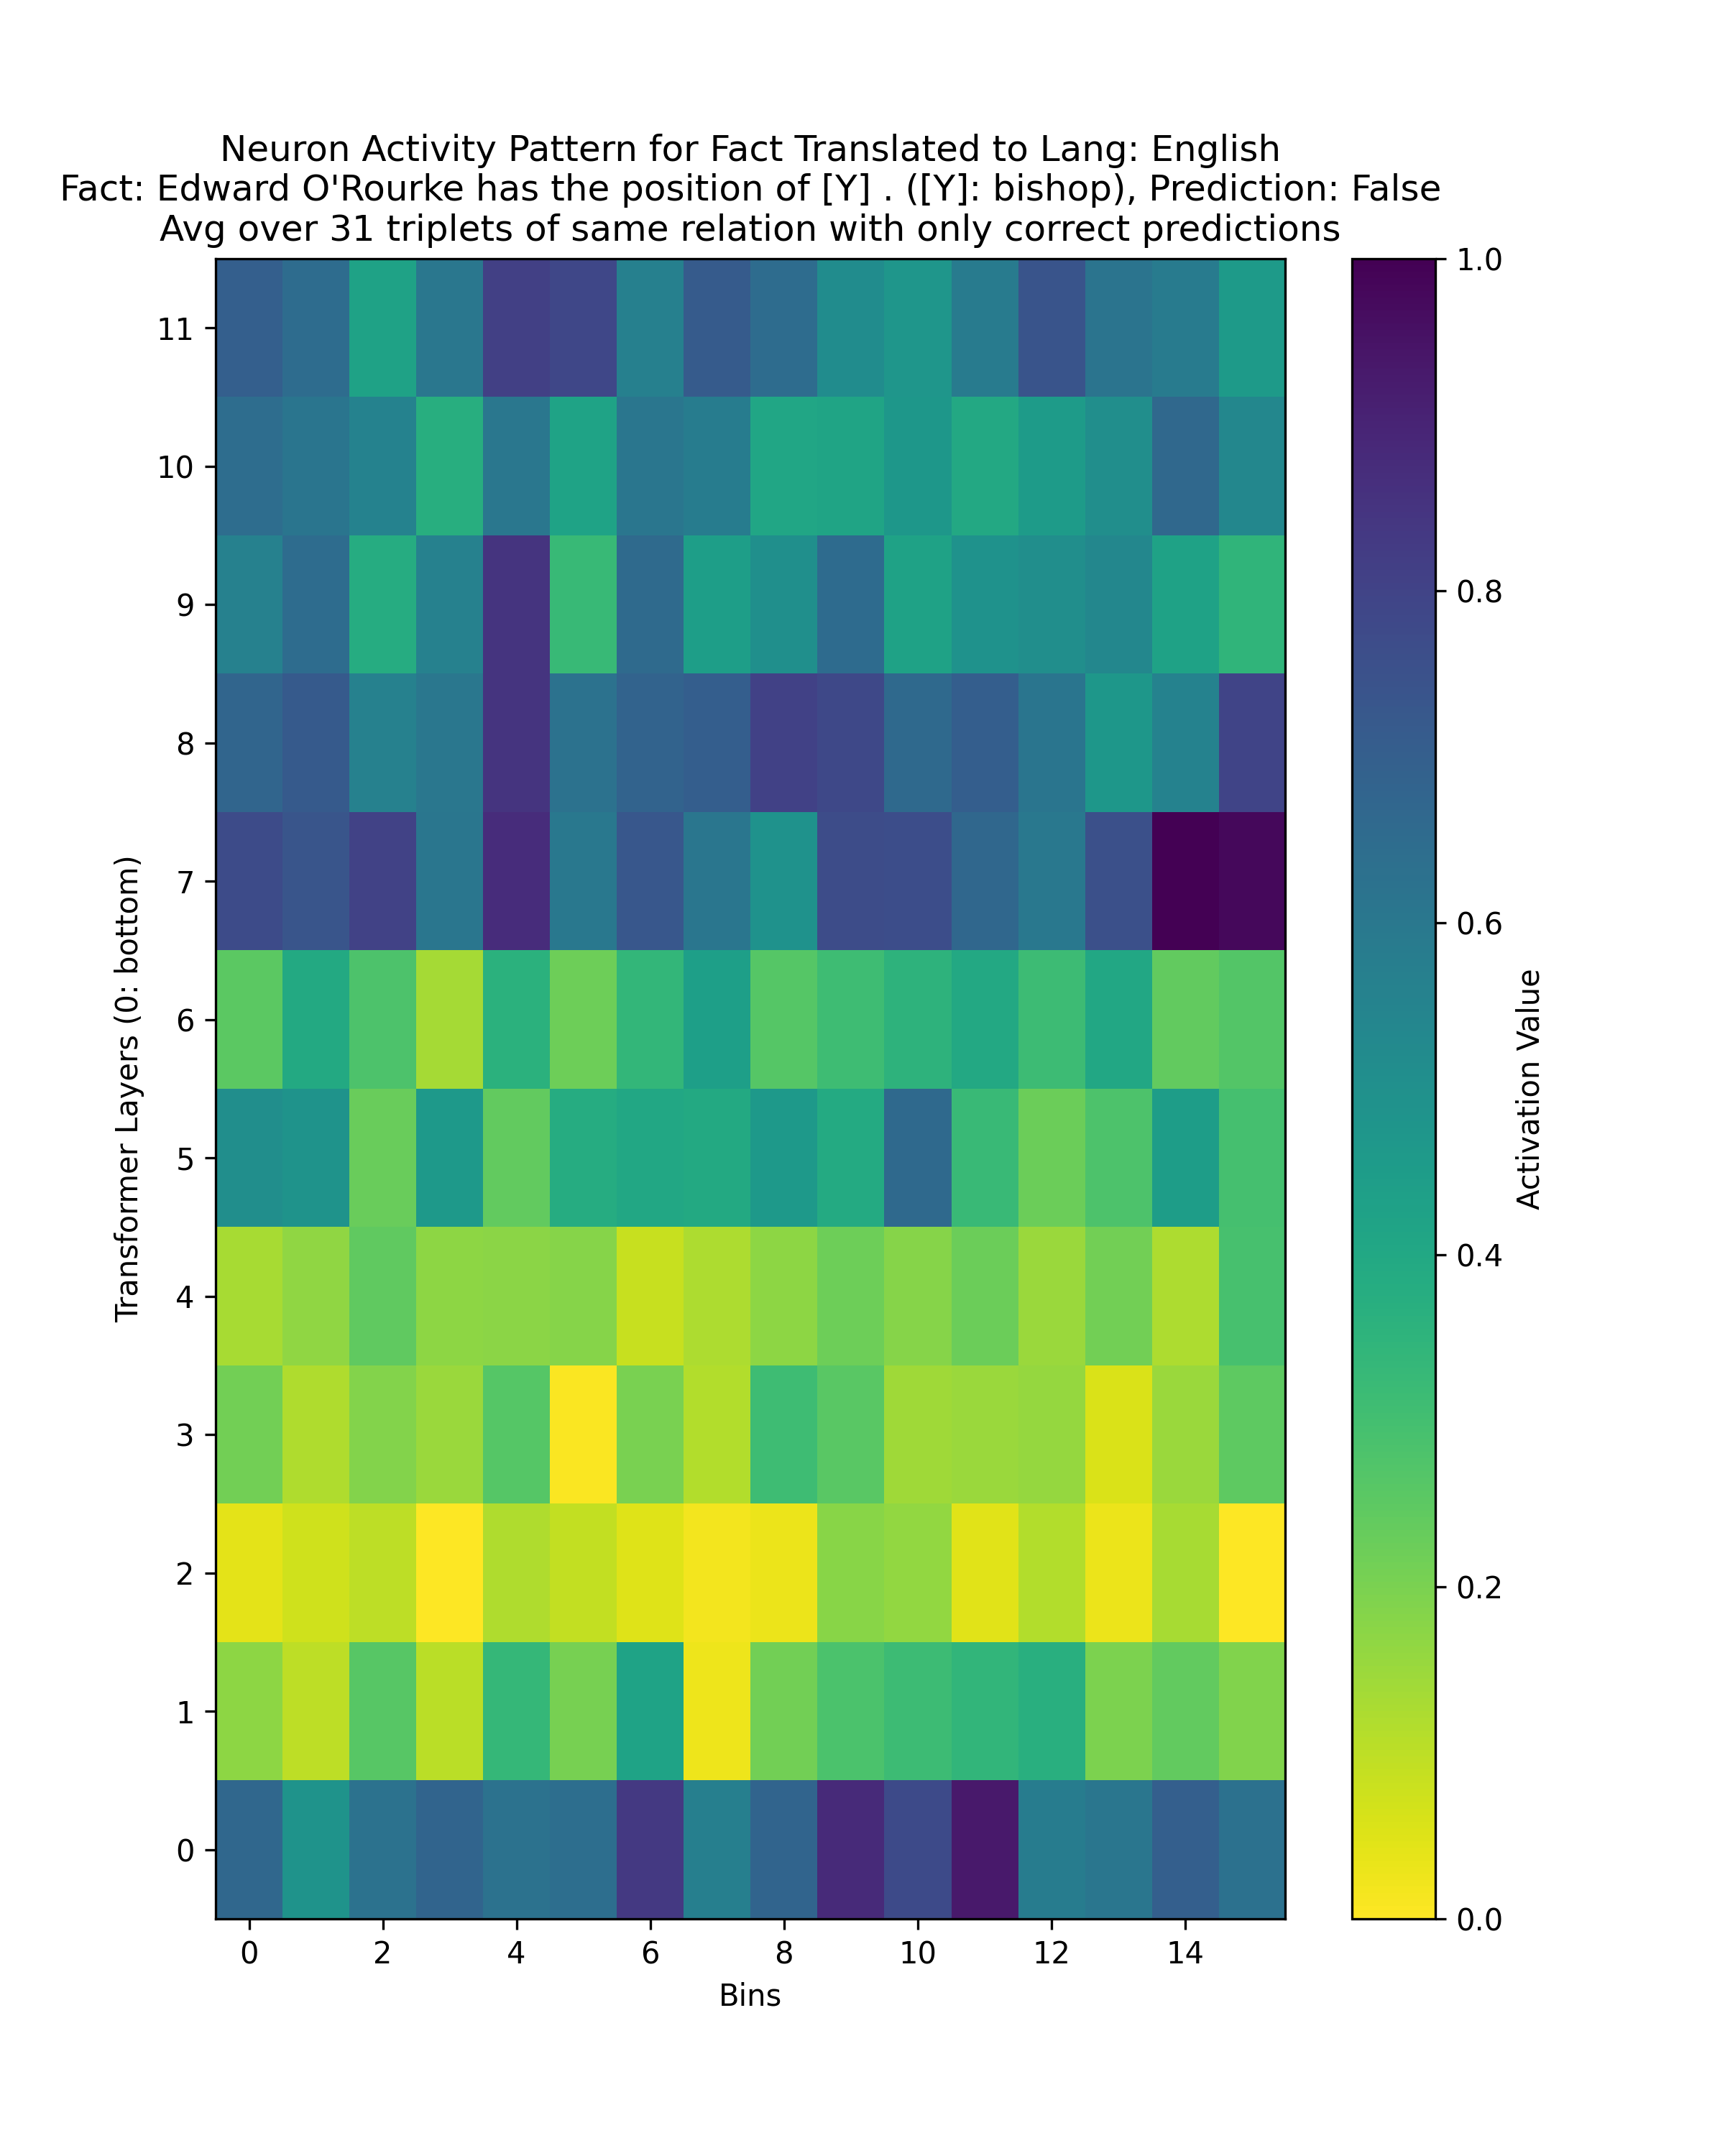 Neuron Activity Pattern for Fact Translated to Lang: English
Fact: Edward O'Rourke has the position of [Y] . ([Y]: bishop), Prediction: False
Avg over 31 triplets of same relation with only correct predictions
11
10
9
8
7
6
5
4
3
2
1
0
Transformer Layers (0: bottom)
0 2 4 6 8 10 12 14
Bins
1.0
0.8
0.6
0.4
0.2
0.0
Activation Value